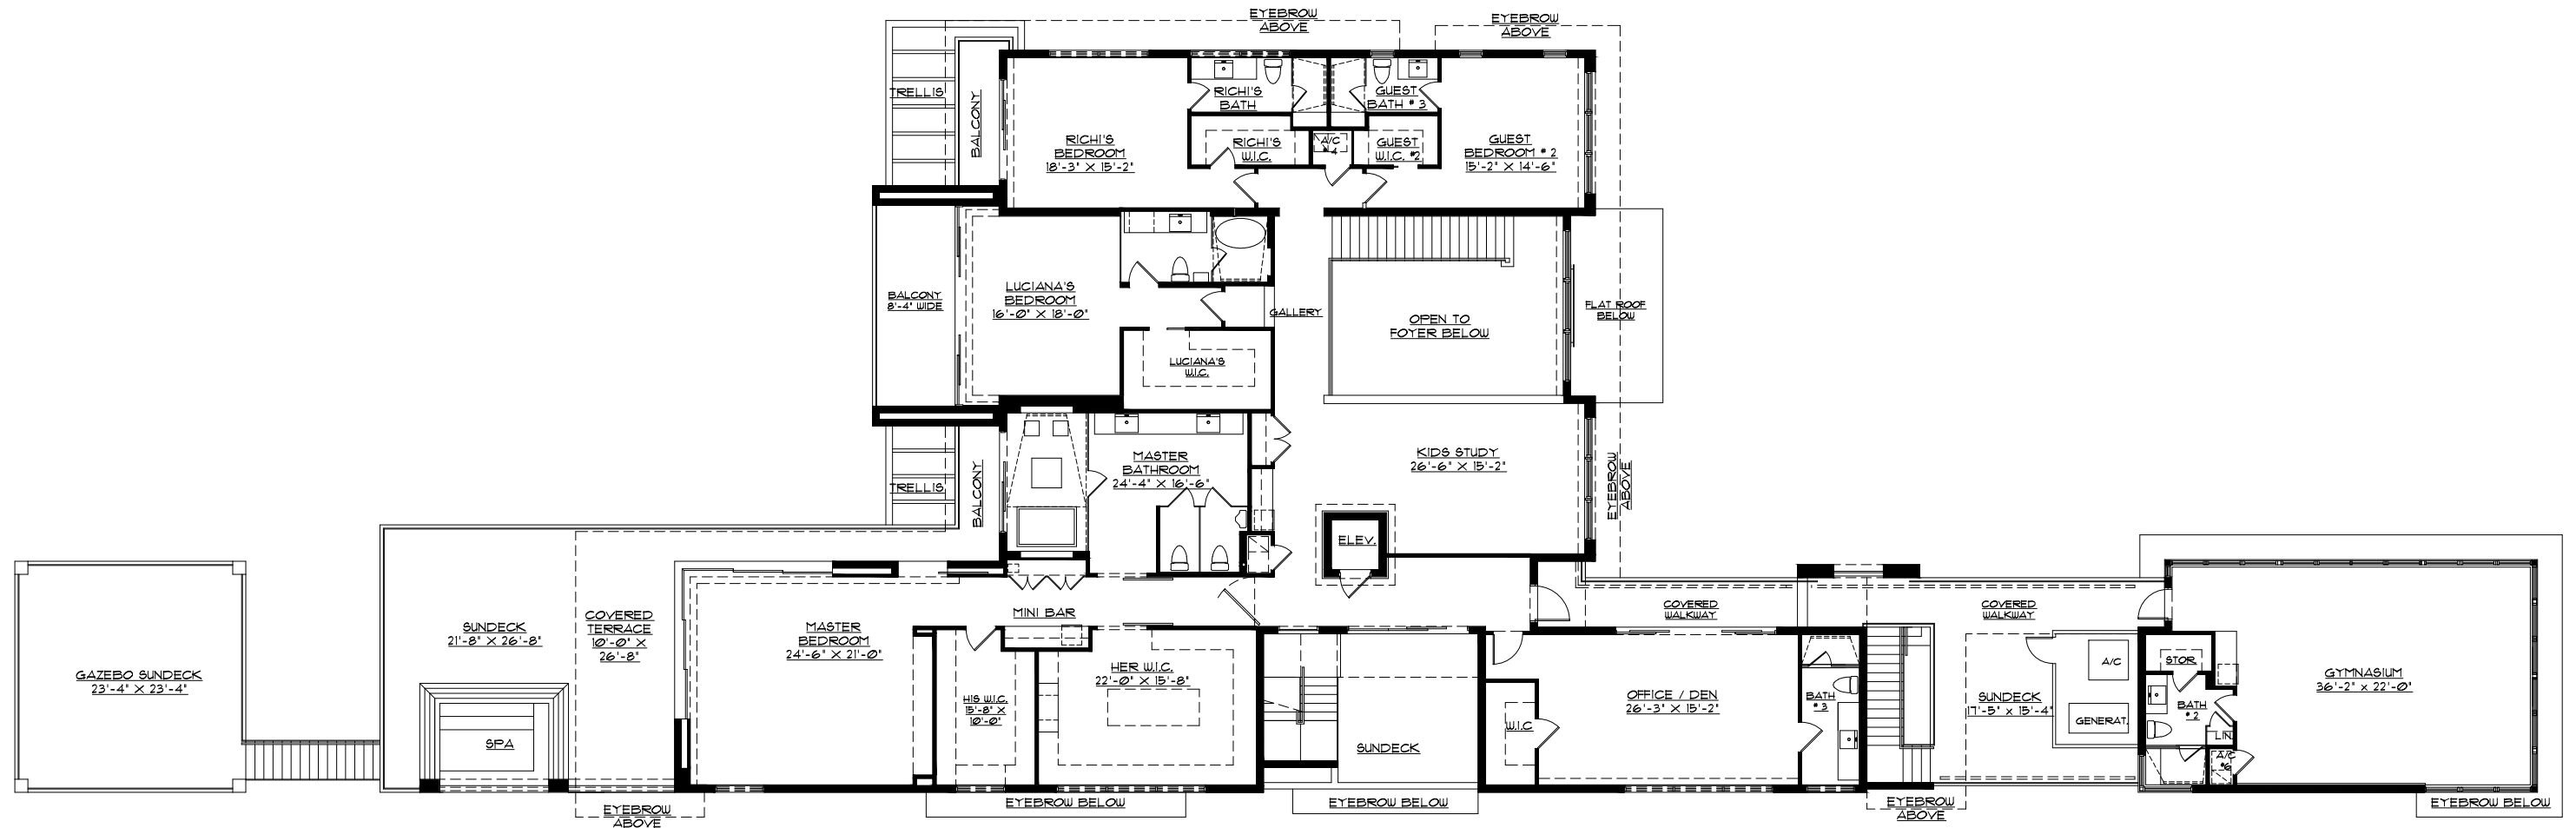 EYEBROW
ABOVE
EYEBROW
ABOVE
TRELLIS
BALCONY
RICHI'S
BATH
GUEST
BATH # 3
RICHI'S
BEDROOM
18'-3" X 15'-2"
RICHI'S
W.I.C.
A/C
4
GUEST
W.I.C. #2
GUEST
BEDROOM # 2
15'-2" X 14'-6"
BALCONY
8'-4" WIDE
LUCIANA'S
BEDROOM
16'-0" X 18'-0"
GALLERY
OPEN TO
FOYER BELOW
FLAT ROOF
BELOW
LUCIANA'S
W.I.C.
TRELLIS
BALCONY
MASTER
BATHROOM
24'-4" X 16'-6"
KIDS STUDY
26'-6" X 15'-2"
EYEBROW
ABOVE
ELEV.
GAZEBO SUNDECK
23'-4" X 23'-4"
SUNDECK
21'-8" X 26'-8"
COVERED
TERRACE
10'-0" X
26'-8"
SPA
MASTER
BEDROOM
24'-6" X 21'-0"
MINI BAR
HIS W.I.C.
15'-8" X
10'-0"
HER W.I.C.
22'-0" X 15'-8"
SUNDECK
W.I.C
OFFICE / DEN
26'-3" X 15'-2"
BATH
# 3
COVERED
WALKWAY
COVERED
WALKWAY
SUNDECK
17'-5" X 15'-4"
A/C
GENERAT.
STOR.
BATH
# 2
LIN.
A/C
#6
GYMNASIUM
36'-2" x 22'-0"
EYEBROW
ABOVE
EYEBROW BELOW
EYEBROW BELOW
EYEBROW
ABOVE
EYEBROW BELOW